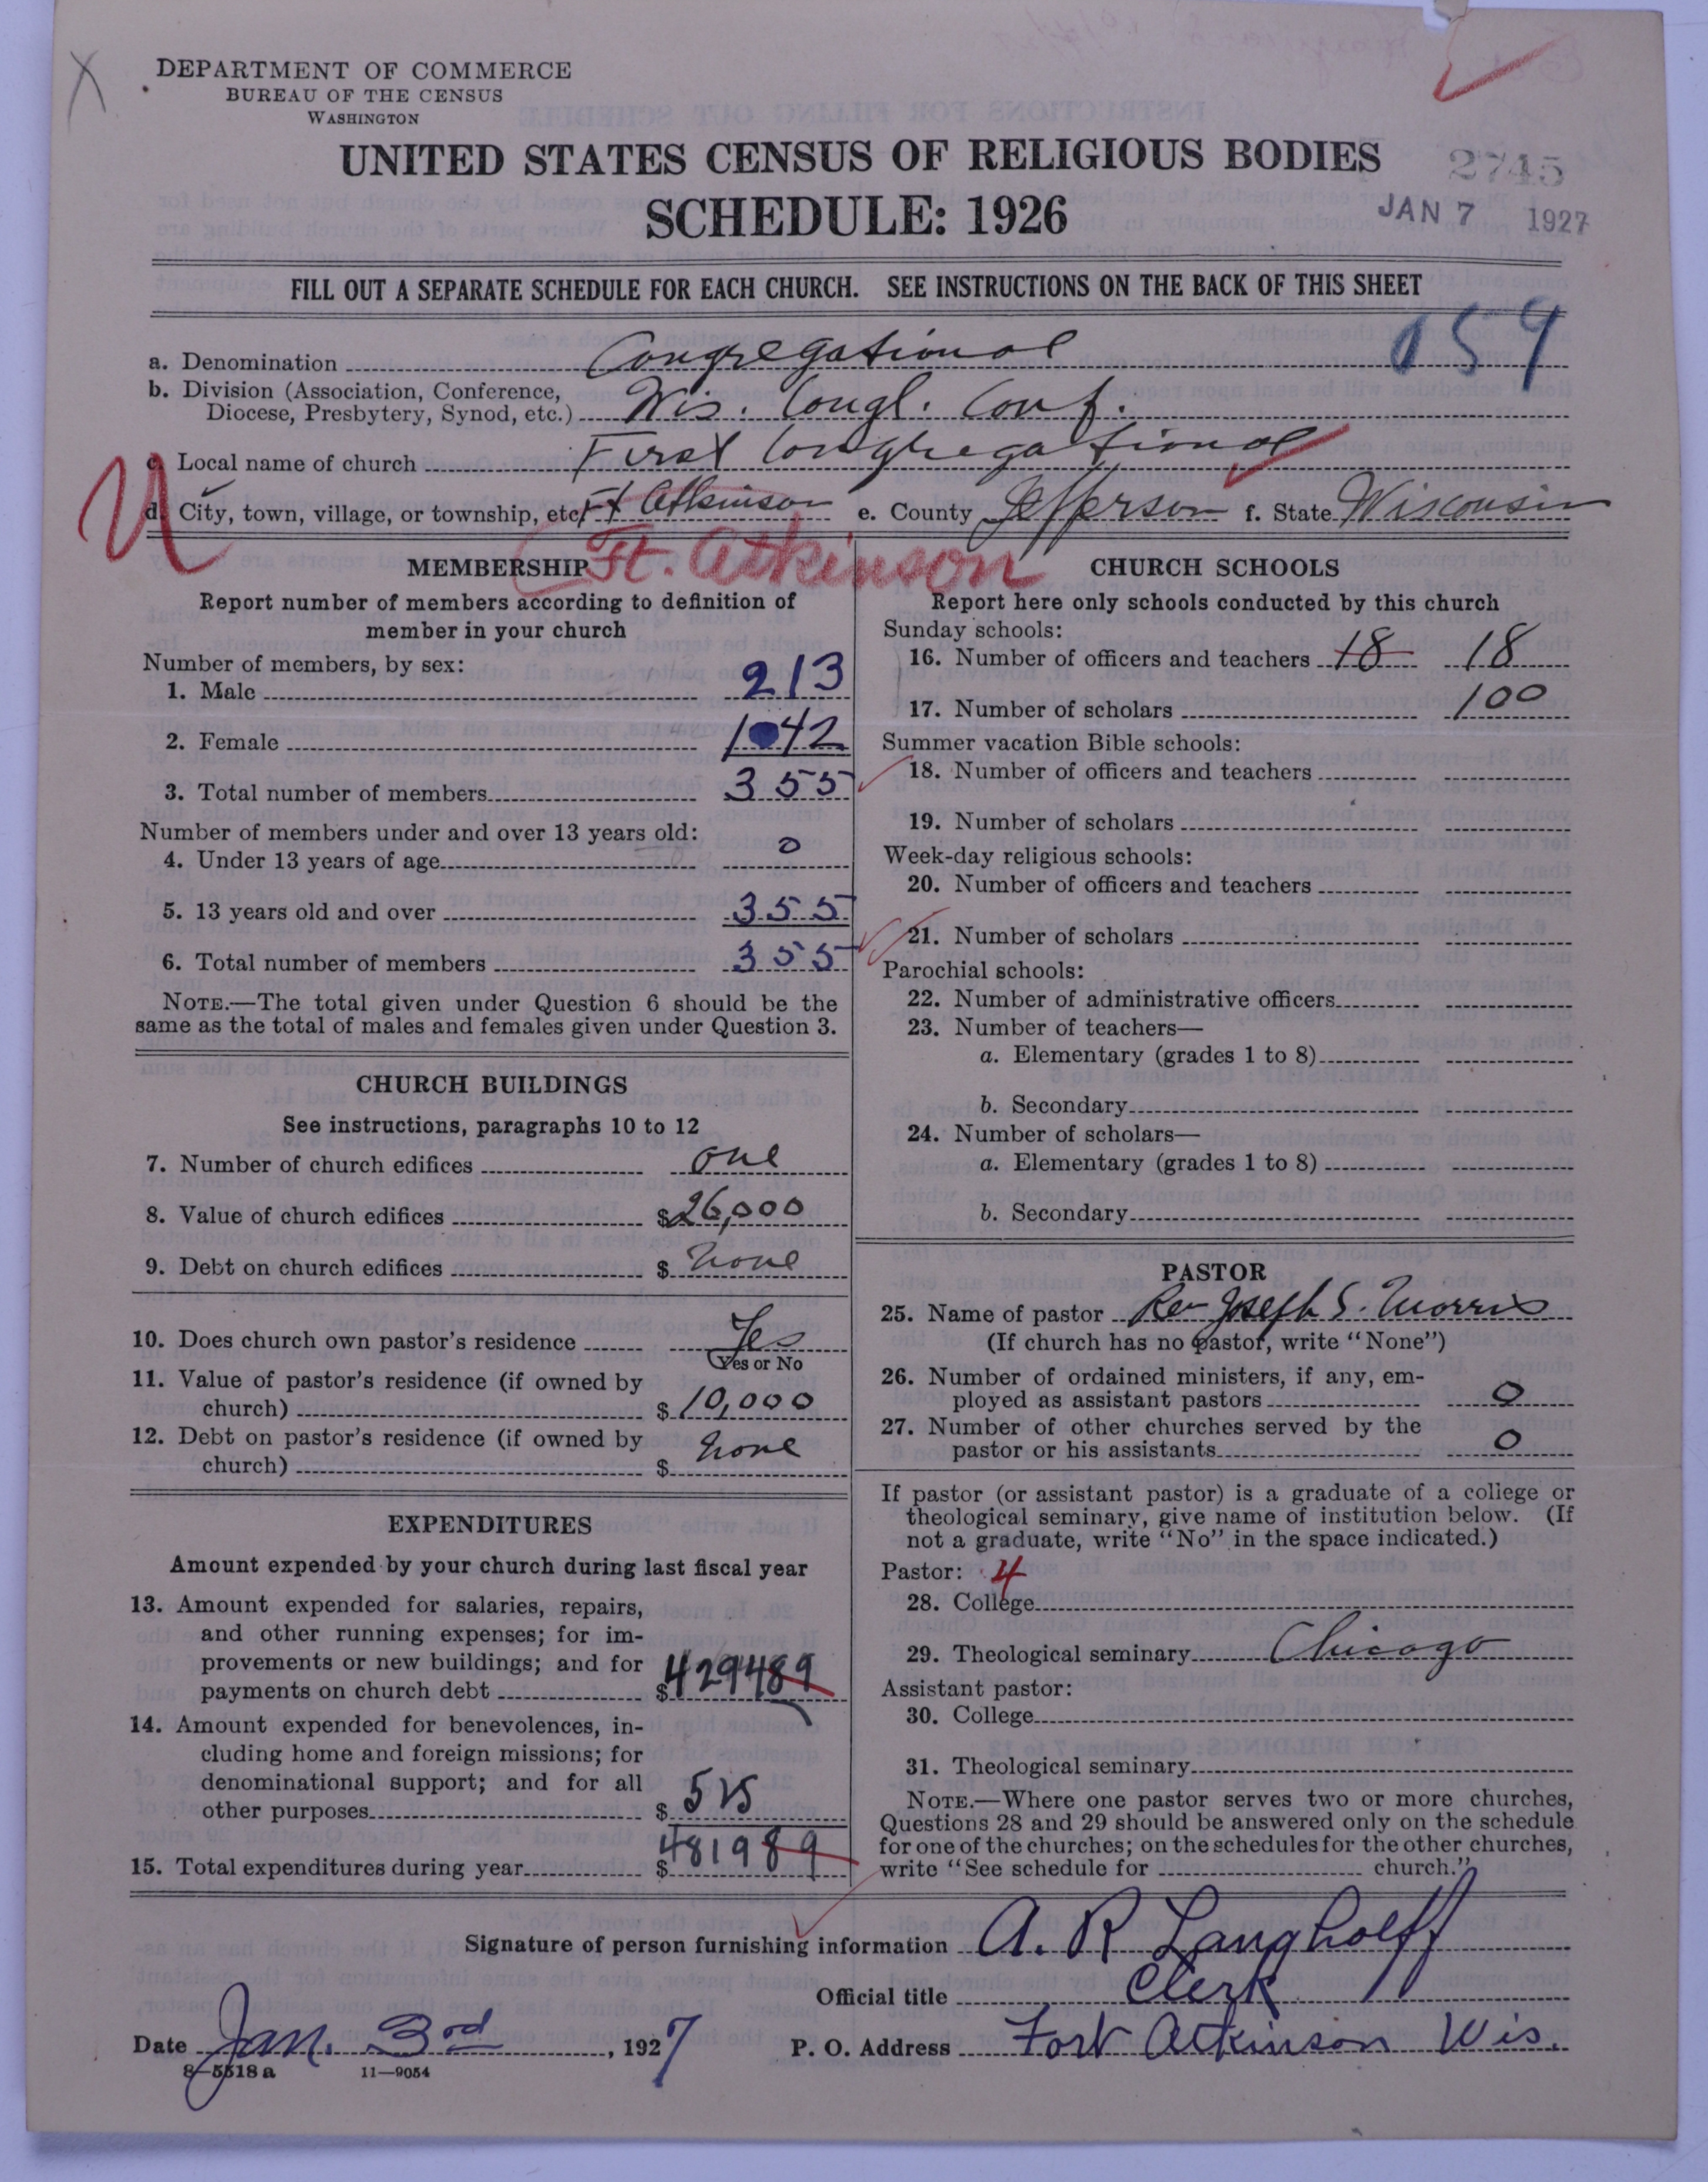 DEPARTMENT OF COMMERCE
BUREAU OF THE CENSUS
WASHINGTON
UNITED STATES CENSUS OF RELIGIOUS BODIES
2745
SCHEDULE: 1926
JAN 7 1927
FILL OUT A SEPARATE SCHEDULE FOR EACH CHURCH. SEE INSTRUCTIONS ON THE BACK OF THIS SHEET
059
a. Denomination Congregational
b. Division (Association, Conference,
Diocese, Presbytery, Synod, etc.) Wis. Congl. Conf.
c. Local name of church First Congregational
d. City, town, village, or township, etc. Ft Atkinson e. County Jefferson f. State Wisconsin
Ft. Atkinson
MEMBERSHIP
Report number of members according to definition of
member in your church
Number of members, by sex:
1. Male 213
2. Female 142
3. Total number of members 355
Number of members under and over 13 years old:
4. Under 13 years of age 0
5. 13 years old and over 355
6. Total number of members 355
NOTE.—The total given under Question 6 should be the
same as the total of males and females given under Question 3.
CHURCH BUILDINGS
See instructions, paragraphs 10 to 12
7. Number of church edifices one
8. Value of church edifices $26,000
9. Debt on church edifices $ none
10. Does church own pastor's residence Yes
Yes or No
11. Value of pastor's residence (if owned by
church) $ 10,000
12. Debt on pastor's residence (if owned by
church) $ none
EXPENDITURES
Amount expended by your church during last fiscal year
13. Amount expended for salaries, repairs,
and other running expenses; for im-
provements or new buildings; and for
payments on church debt $ 429489
14. Amount expended for benevolences, in-
cluding home and foreign missions; for
denominational support; and for all
other purposes $ 525
15. Total expenditures during year $ 481989
CHURCH SCHOOLS
Report here only schools conducted by this church
Sunday schools:
16. Number of officers and teachers 18 18
17. Number of scholars 100
Summer vacation Bible schools:
18. Number of officers and teachers
19. Number of scholars
Week-day religious schools:
20. Number of officers and teachers
21. Number of scholars
Parochial schools:
22. Number of administrative officers
23. Number of teachers—
a. Elementary (grades 1 to 8)
b. Secondary
24. Number of scholars—
a. Elementary (grades 1 to 8)
b. Secondary
PASTOR
25. Name of pastor Rev Joseph S. Morris
(If church has no pastor, write "None")
26. Number of ordained ministers, if any, em-
ployed as assistant pastors 0
27. Number of other churches served by the
pastor or his assistants 0
If pastor (or assistant pastor) is a graduate of a college or
theological seminary, give name of institution below. (If
not a graduate, write "No" in the space indicated.)
Pastor: 4
28. College
29. Theological seminary Chicago
Assistant pastor:
30. College
31. Theological seminary
NOTE.—Where one pastor serves two or more churches,
Questions 28 and 29 should be answered only on the schedule
for one of the churches; on the schedules for the other churches,
write "See schedule for church."
Signature of person furnishing information A. R Langholff
Official title Clerk
Date Jan. 3rd, 1927 P. O. Address Fort Atkinson Wis.
8-5518 a 11-9054